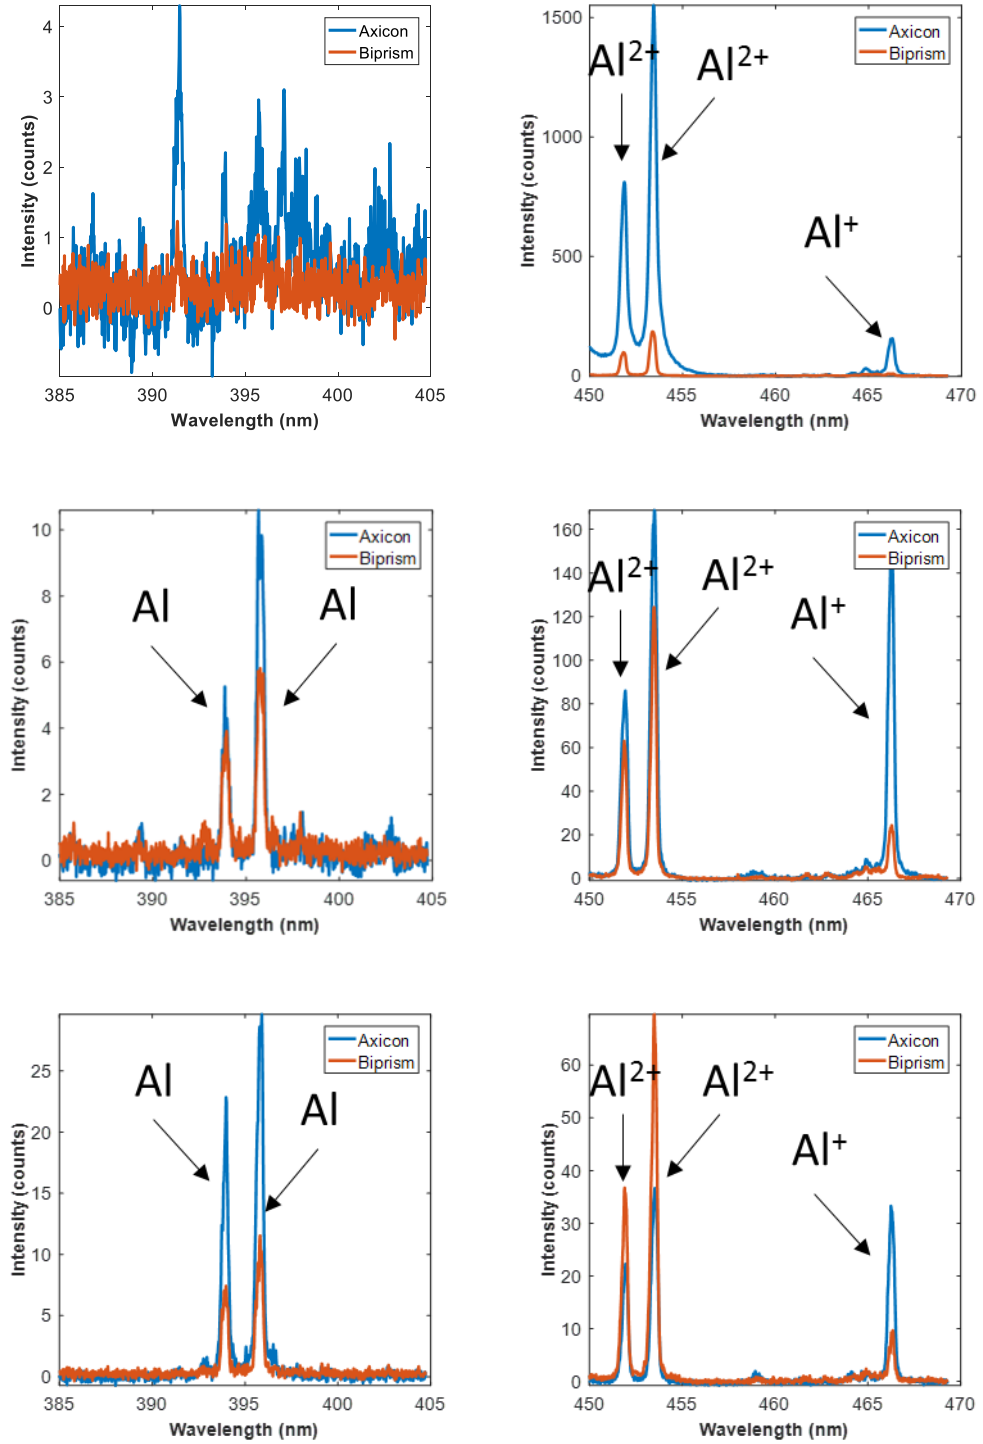 4
3
2
1
0
385
390
395
400
405
Wavelength (nm)
Intensity (counts)
Axicon
Biprism
1500
1000
500
0
450
455
460
465
470
Wavelength (nm)
Intensity (counts)
Axicon
Biprism
Al²⁺
Al²⁺
Al⁺
10
8
6
4
2
0
385
390
395
400
405
Wavelength (nm)
Intensity (counts)
Axicon
Biprism
Al
Al
160
140
120
100
80
60
40
20
0
450
455
460
465
470
Wavelength (nm)
Intensity (counts)
Axicon
Biprism
Al²⁺
Al²⁺
Al⁺
25
20
15
10
5
0
385
390
395
400
405
Wavelength (nm)
Intensity (counts)
Axicon
Biprism
Al
Al
60
50
40
30
20
10
0
450
455
460
465
470
Wavelength (nm)
Intensity (counts)
Axicon
Biprism
Al²⁺
Al²⁺
Al⁺